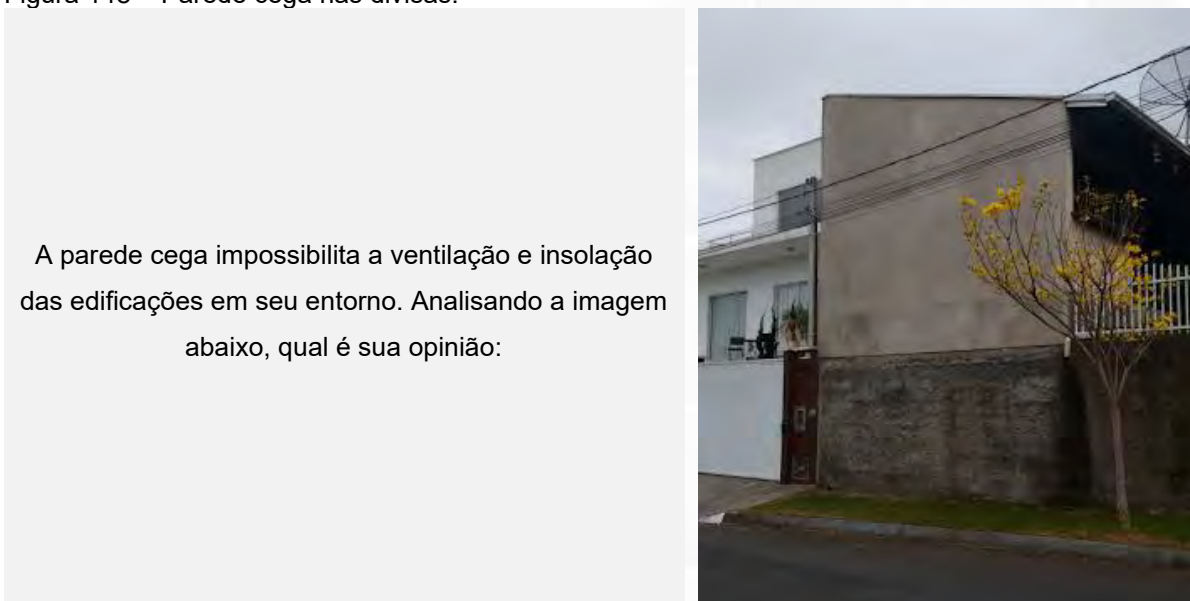 Figura 118 – Parede cega nas divisas.
A parede cega impossibilita a ventilação e insolação
das edificações em seu entorno. Analisando a imagem
abaixo, qual é sua opinião: